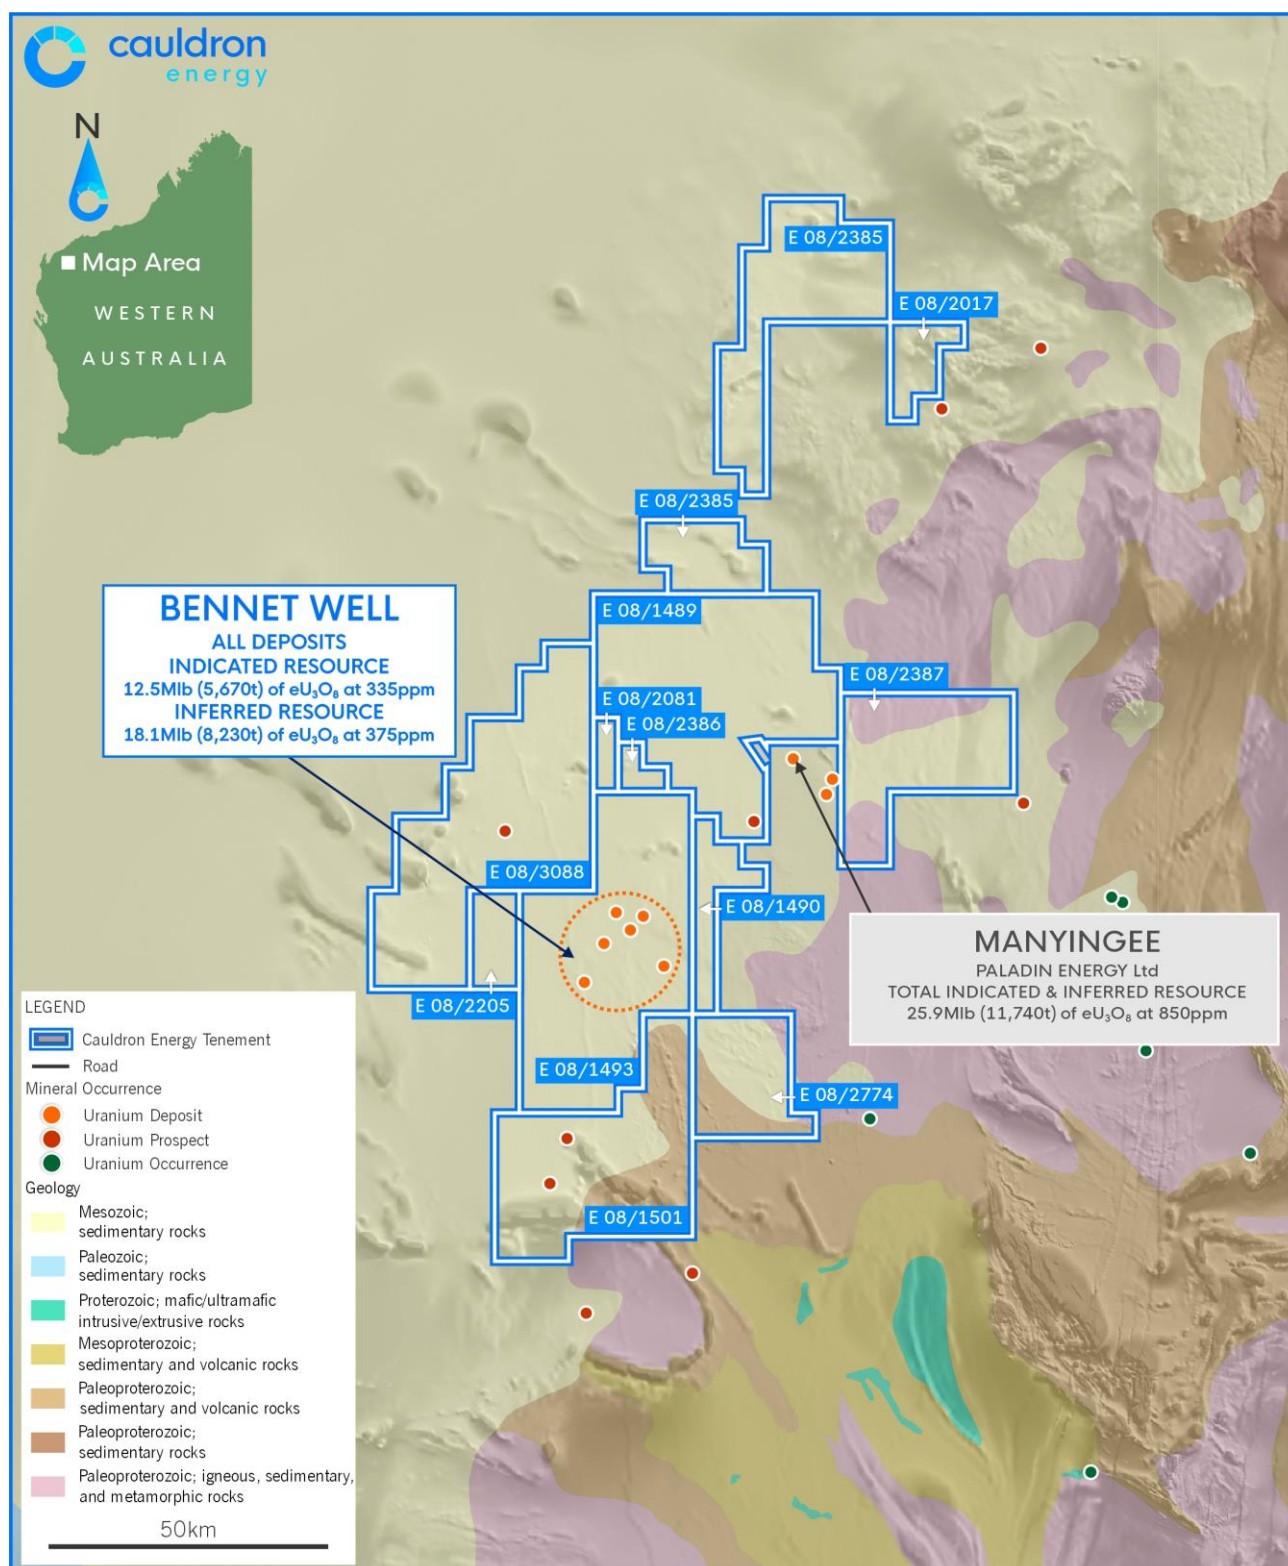 cauldron
energy
N
Map Area
WESTERN
AUSTRALIA
E 08/2385
E 08/2017
E 08/2385
BENNET WELL
ALL DEPOSITS
INDICATED RESOURCE
12.5Mlb (5,670t) of eU₃O₈ at 335ppm
INFERRED RESOURCE
18.1Mlb (8,230t) of eU₃O₈ at 375ppm
E 08/1489
E 08/2387
E 08/2081
E 08/2386
E 08/3088
E 08/1490
MANYINGEE
PALADIN ENERGY Ltd
TOTAL INDICATED & INFERRED RESOURCE
25.9Mlb (11,740t) of eU₃O₈ at 850ppm
E 08/2205
E 08/1493
E 08/2774
E 08/1501
LEGEND
Cauldron Energy Tenement
Road
Mineral Occurrence
Uranium Deposit
Uranium Prospect
Uranium Occurrence
Geology
Mesozoic;
sedimentary rocks
Paleozoic;
sedimentary rocks
Proterozoic; mafic/ultramafic
intrusive/extrusive rocks
Mesoproterozoic;
sedimentary and volcanic rocks
Paleoproterozoic;
sedimentary and volcanic rocks
Paleoproterozoic;
sedimentary rocks
Paleoproterozoic; igneous, sedimentary,
and metamorphic rocks
50km